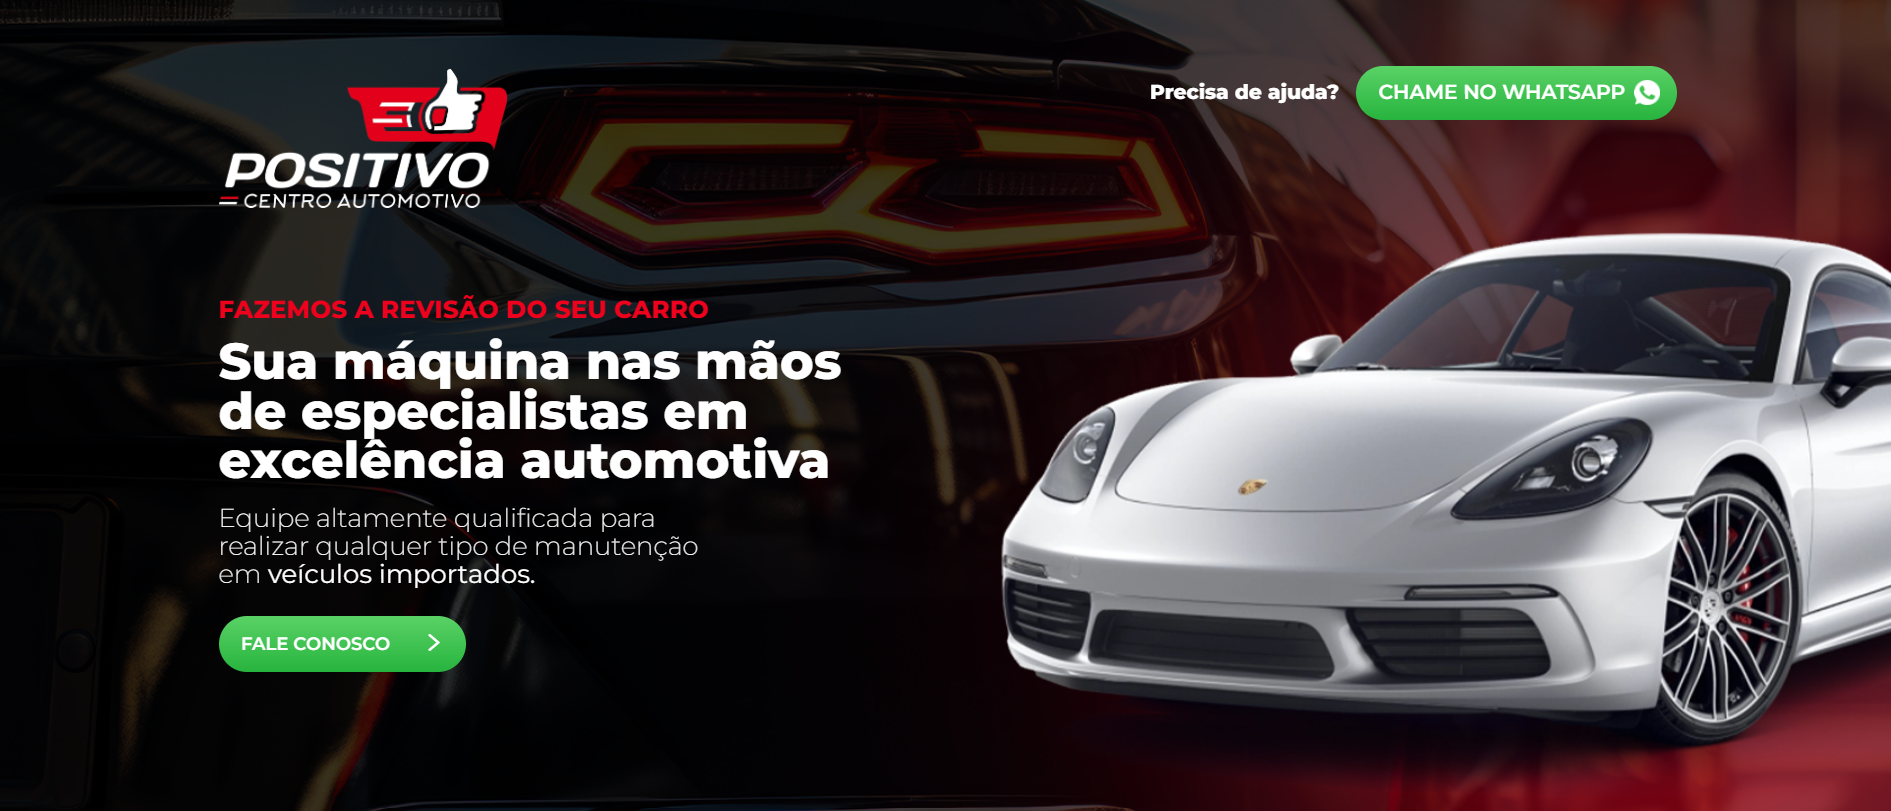 POSITIVO
CENTRO AUTOMOTIVO
Precisa de ajuda?
CHAME NO WHATSAPP
FAZEMOS A REVISÃO DO SEU CARRO
Sua máquina nas mãos
de especialistas em
excelência automotiva
Equipe altamente qualificada para
realizar qualquer tipo de manutenção
em veículos importados.
FALE CONOSCO